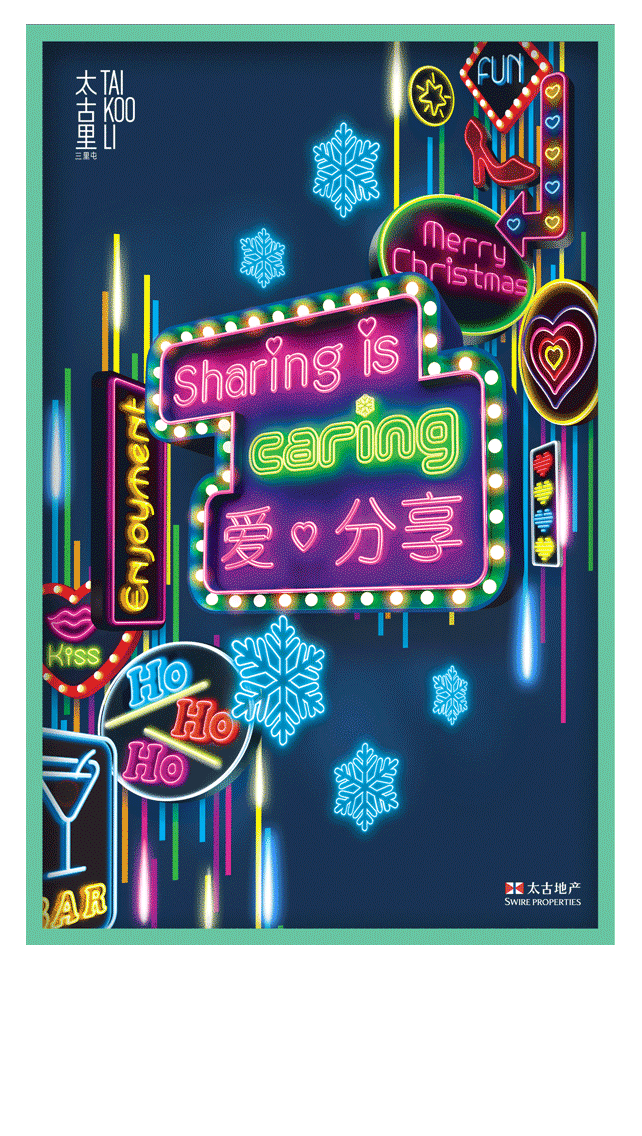 太古里
TAI
KOO
LI
三里屯
FUN
Merry
Christmas
Sharing is
caring
爱 分享
Enjoyment
Kiss
Ho
Ho
Ho
BAR
太古地产
SWIRE PROPERTIES